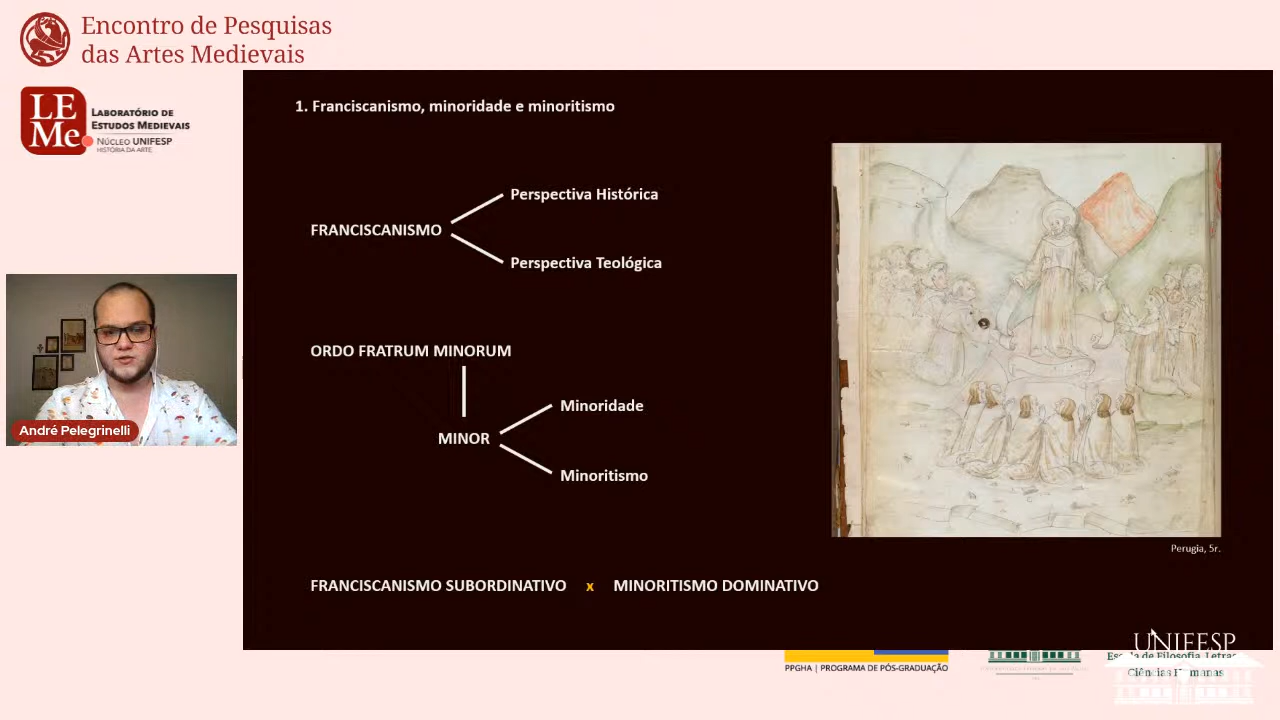 Encontro de Pesquisas
das Artes Medievais
LE
Me
LABORATÓRIO DE
ESTUDOS MEDIEVAIS
NÚCLEO UNIFESP
HISTÓRIA DA ARTE
1. Franciscanismo, minoridade e minoritismo
Perspectiva Histórica
FRANCISCANISMO
Perspectiva Teológica
ORDO FRATRUM MINORUM
Minoridade
MINOR
Minoritismo
André Pelegrinelli
Perugia, 5r.
FRANCISCANISMO SUBORDINATIVO x MINORITISMO DOMINATIVO
UNIFESP
PPGHA | PROGRAMA DE PÓS-GRADUAÇÃO
Escola de Filosofia, Letras
Ciências Humanas